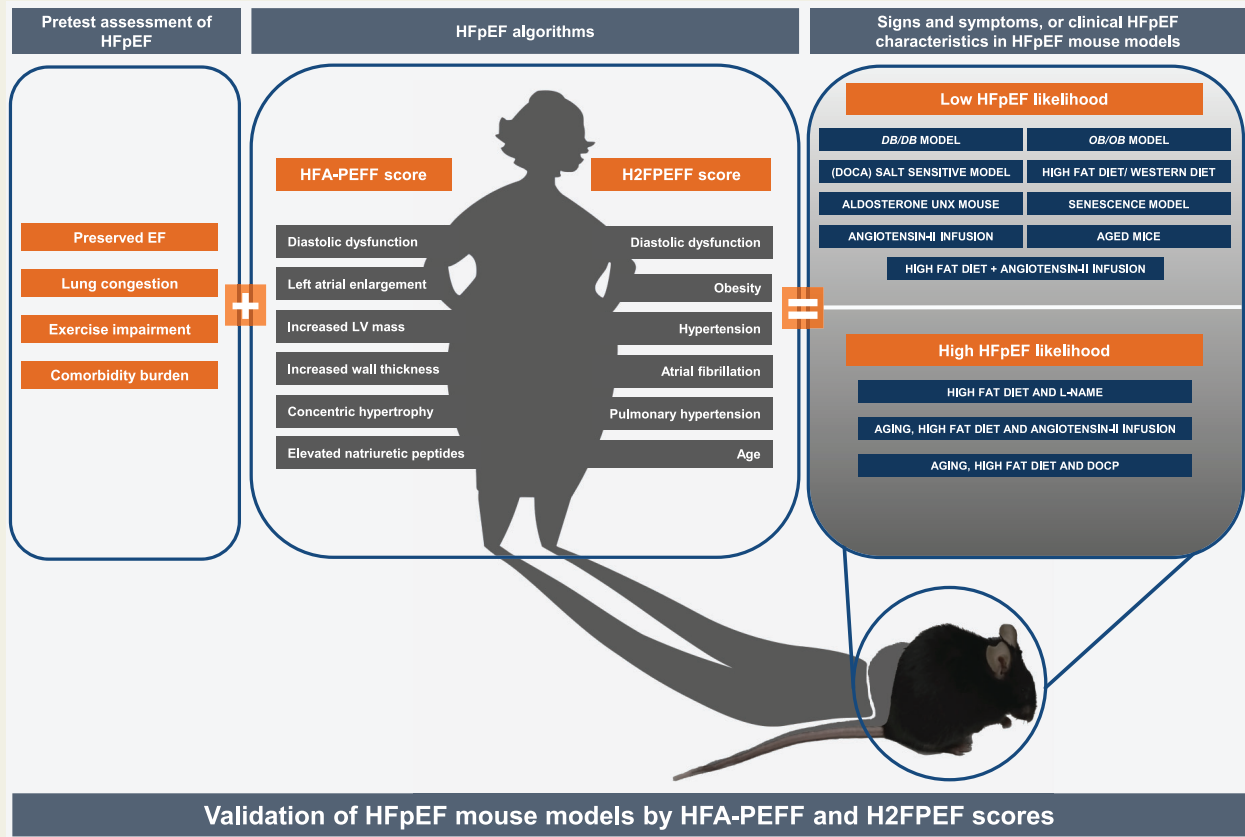 Pretest assessment of
HFpEF
HFpEF algorithms
Signs and symptoms, or clinical HFpEF
characteristics in HFpEF mouse models
Preserved EF
Lung congestion
Exercise impairment
Comorbidity burden
HFA-PEFF score
Diastolic dysfunction
Left atrial enlargement
Increased LV mass
Increased wall thickness
Concentric hypertrophy
Elevated natriuretic peptides
H2FPEFF score
Diastolic dysfunction
Obesity
Hypertension
Atrial fibrillation
Pulmonary hypertension
Age
+
=
Low HFpEF likelihood
DB/DB MODEL
OB/OB MODEL
(DOCA) SALT SENSITIVE MODEL
HIGH FAT DIET/ WESTERN DIET
ALDOSTERONE UNX MOUSE
SENESCENCE MODEL
ANGIOTENSIN-II INFUSION
AGED MICE
HIGH FAT DIET + ANGIOTENSIN-II INFUSION
High HFpEF likelihood
HIGH FAT DIET AND L-NAME
AGING, HIGH FAT DIET AND ANGIOTENSIN-II INFUSION
AGING, HIGH FAT DIET AND DOCP
Validation of HFpEF mouse models by HFA-PEFF and H2FPEF scores